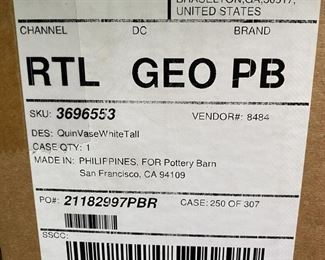 UNITED STATES
CHANNEL DC BRAND
RTL GEO PB
SKU: 3696553 VENDOR#: 8484
DES: QuinVaseWhiteTall
CASE QTY: 1
MADE IN: PHILIPPINES, FOR Pottery Barn
San Francisco, CA 94109
PO#: 21182997PBR CASE: 250 OF 307
SSCC: